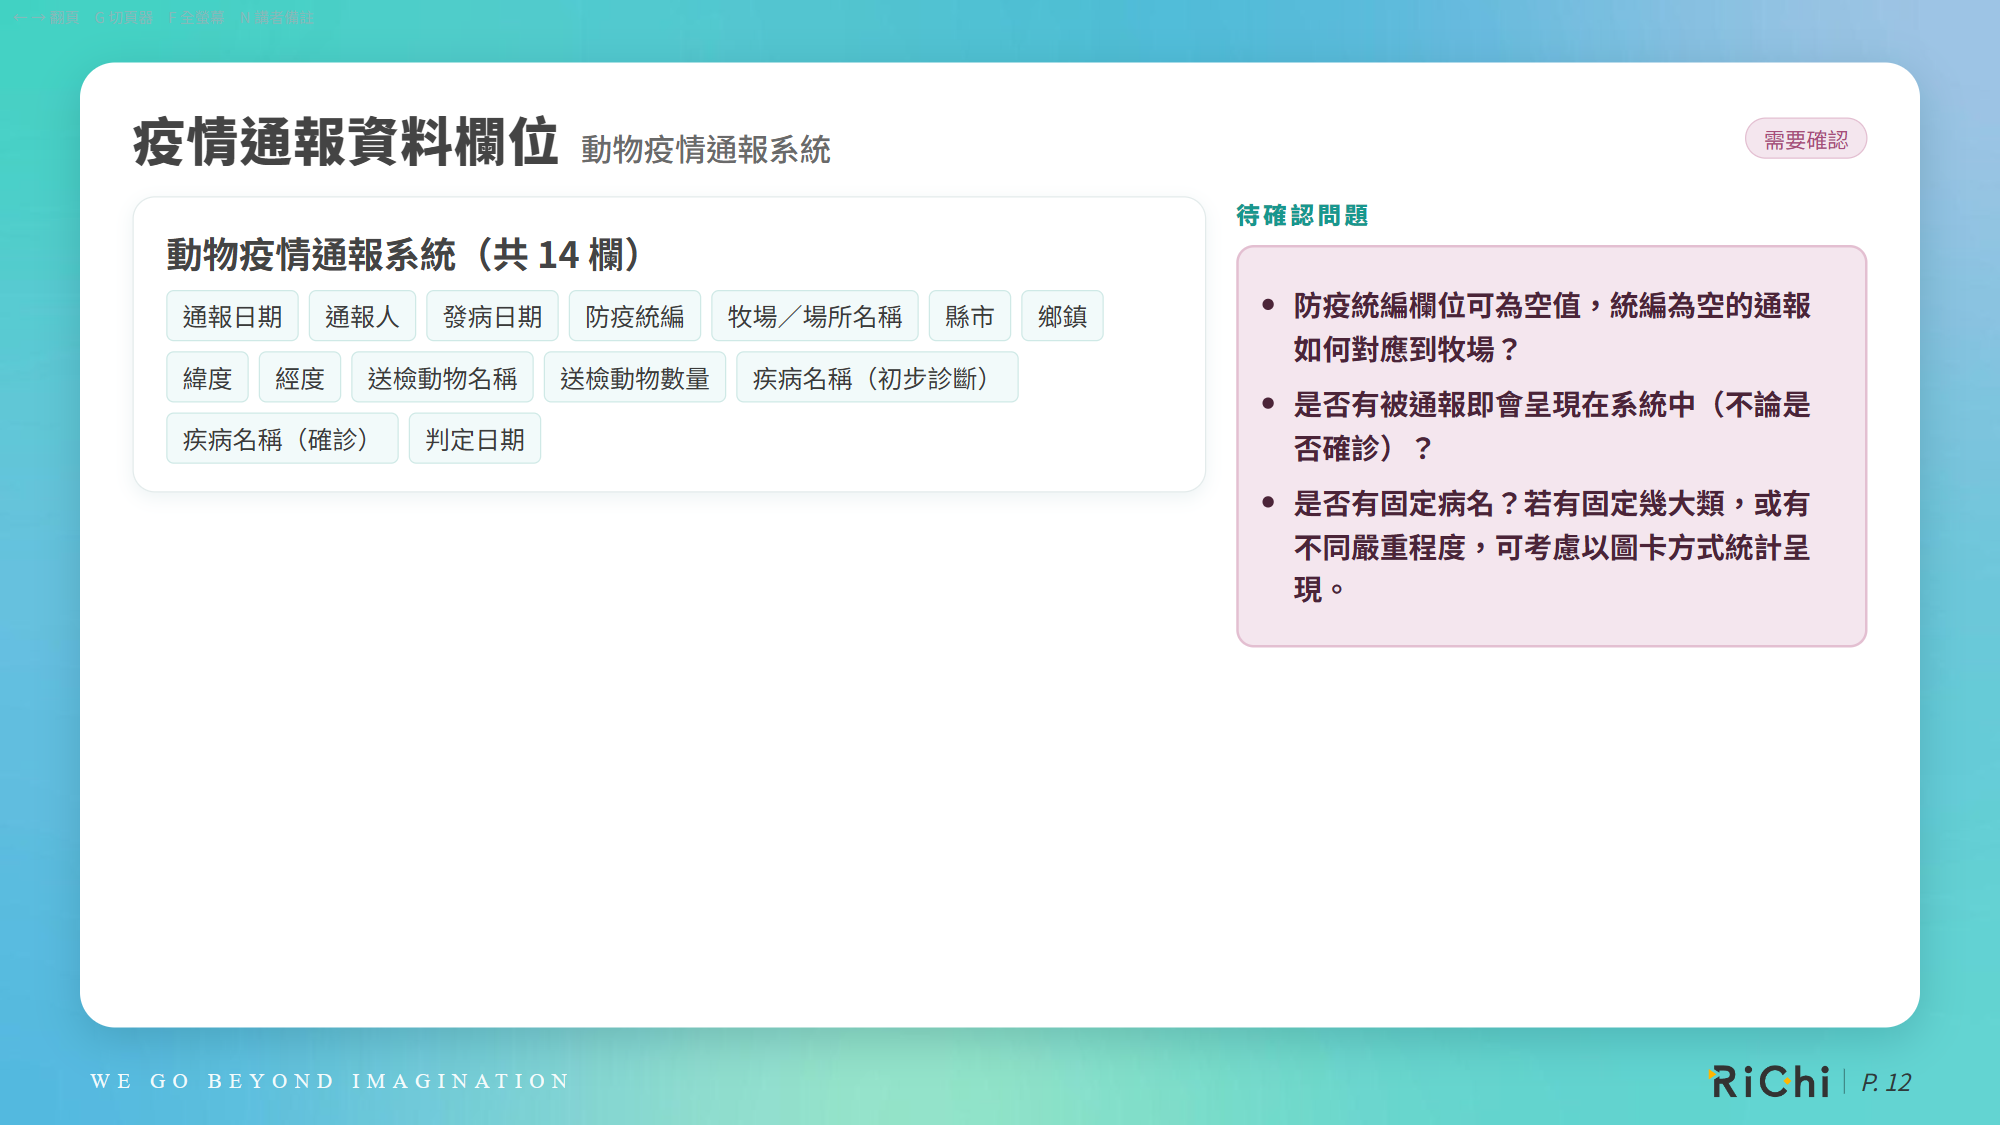 疫情通報資料欄位 動物疫情通報系統
需要確認
動物疫情通報系統（共 14 欄）
通報日期 通報人 發病日期 防疫統編 牧場／場所名稱 縣市 鄉鎮
緯度 經度 送檢動物名稱 送檢動物數量 疾病名稱（初步診斷）
疾病名稱（確診） 判定日期
待確認問題
• 防疫統編欄位可為空值，統編為空的通報
如何對應到牧場？
• 是否有被通報即會呈現在系統中（不論是
否確診）？
• 是否有固定病名？若有固定幾大類，或有
不同嚴重程度，可考慮以圖卡方式統計呈
現。
WE GO BEYOND IMAGINATION
RiChi P. 12